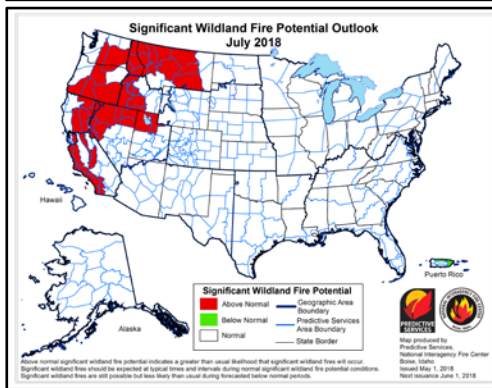 Significant Wildland Fire Potential Outlook
July 2018
Hawaii
Alaska
Puerto Rico
Significant Wildland Fire Potential
Above Normal
Below Normal
Normal
Geographic Area
Boundary
Predictive Services
Area Boundary
State Border
PREDICTIVE
SERVICES
Map produced by
Predictive Services,
National Interagency Fire Center
Boise, Idaho
Issued May 1, 2018
Next issuance June 1, 2018
Above normal significant wildland fire potential indicates a greater than usual likelihood that significant wildland fires will occur.
Significant wildland fires should be expected at typical times and intervals during normal significant wildland fire potential conditions.
Significant wildland fires are still possible but less likely than usual during forecasted below normal periods.